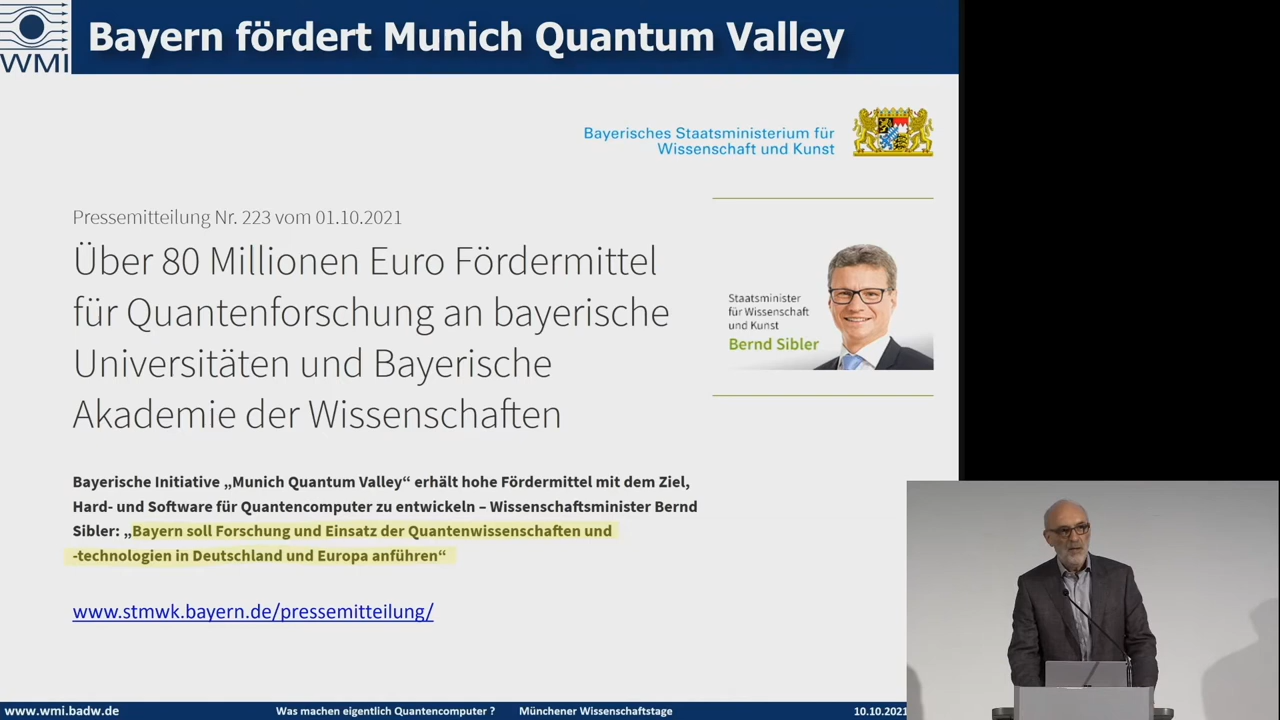 WMI
Bayern fördert Munich Quantum Valley
Bayerisches Staatsministerium für
Wissenschaft und Kunst
Pressemitteilung Nr. 223 vom 01.10.2021
Über 80 Millionen Euro Fördermittel
für Quantenforschung an bayerische
Universitäten und Bayerische
Akademie der Wissenschaften
Staatsminister
für Wissenschaft
und Kunst
Bernd Sibler
Bayerische Initiative „Munich Quantum Valley“ erhält hohe Fördermittel mit dem Ziel,
Hard- und Software für Quantencomputer zu entwickeln – Wissenschaftsminister Bernd
Sibler: „Bayern soll Forschung und Einsatz der Quantenwissenschaften und
-technologien in Deutschland und Europa anführen“
www.stmwk.bayern.de/pressemitteilung/
www.wmi.badw.de
Was machen eigentlich Quantencomputer ? Münchener Wissenschaftstage
10.10.2021